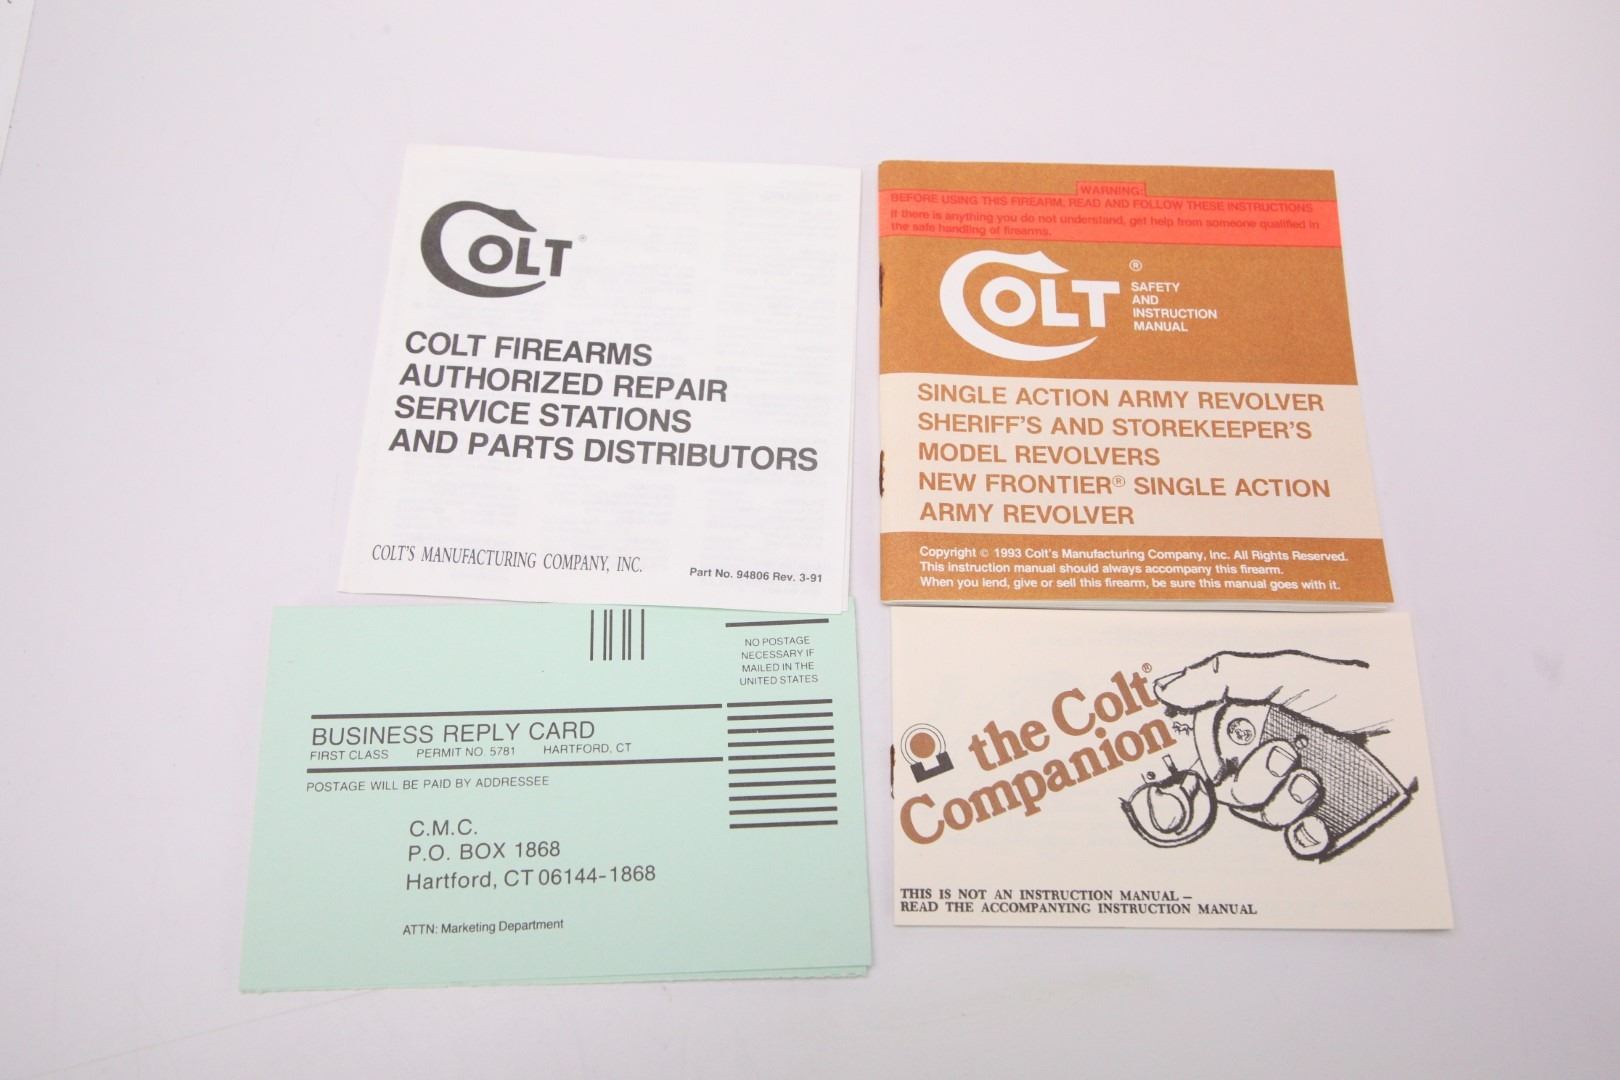 COLT®
COLT FIREARMS
AUTHORIZED REPAIR
SERVICE STATIONS
AND PARTS DISTRIBUTORS
COLT'S MANUFACTURING COMPANY, INC.
Part No. 94806 Rev. 3-91
WARNING:
BEFORE USING THIS FIREARM, READ AND FOLLOW THESE INSTRUCTIONS
If there is anything you do not understand, get help from someone qualified in
the safe handling of firearms.
COLT®
SAFETY
AND
INSTRUCTION
MANUAL
SINGLE ACTION ARMY REVOLVER
SHERIFF'S AND STOREKEEPER'S
MODEL REVOLVERS
NEW FRONTIER® SINGLE ACTION
ARMY REVOLVER
Copyright © 1993 Colt's Manufacturing Company, Inc. All Rights Reserved.
This instruction manual should always accompany this firearm.
When you lend, give or sell this firearm, be sure this manual goes with it.
NO POSTAGE
NECESSARY IF
MAILED IN THE
UNITED STATES
BUSINESS REPLY CARD
FIRST CLASS PERMIT NO. 5781 HARTFORD, CT
POSTAGE WILL BE PAID BY ADDRESSEE
C.M.C.
P.O. BOX 1868
Hartford, CT 06144-1868
ATTN: Marketing Department
the Colt®
Companion
THIS IS NOT AN INSTRUCTION MANUAL –
READ THE ACCOMPANYING INSTRUCTION MANUAL